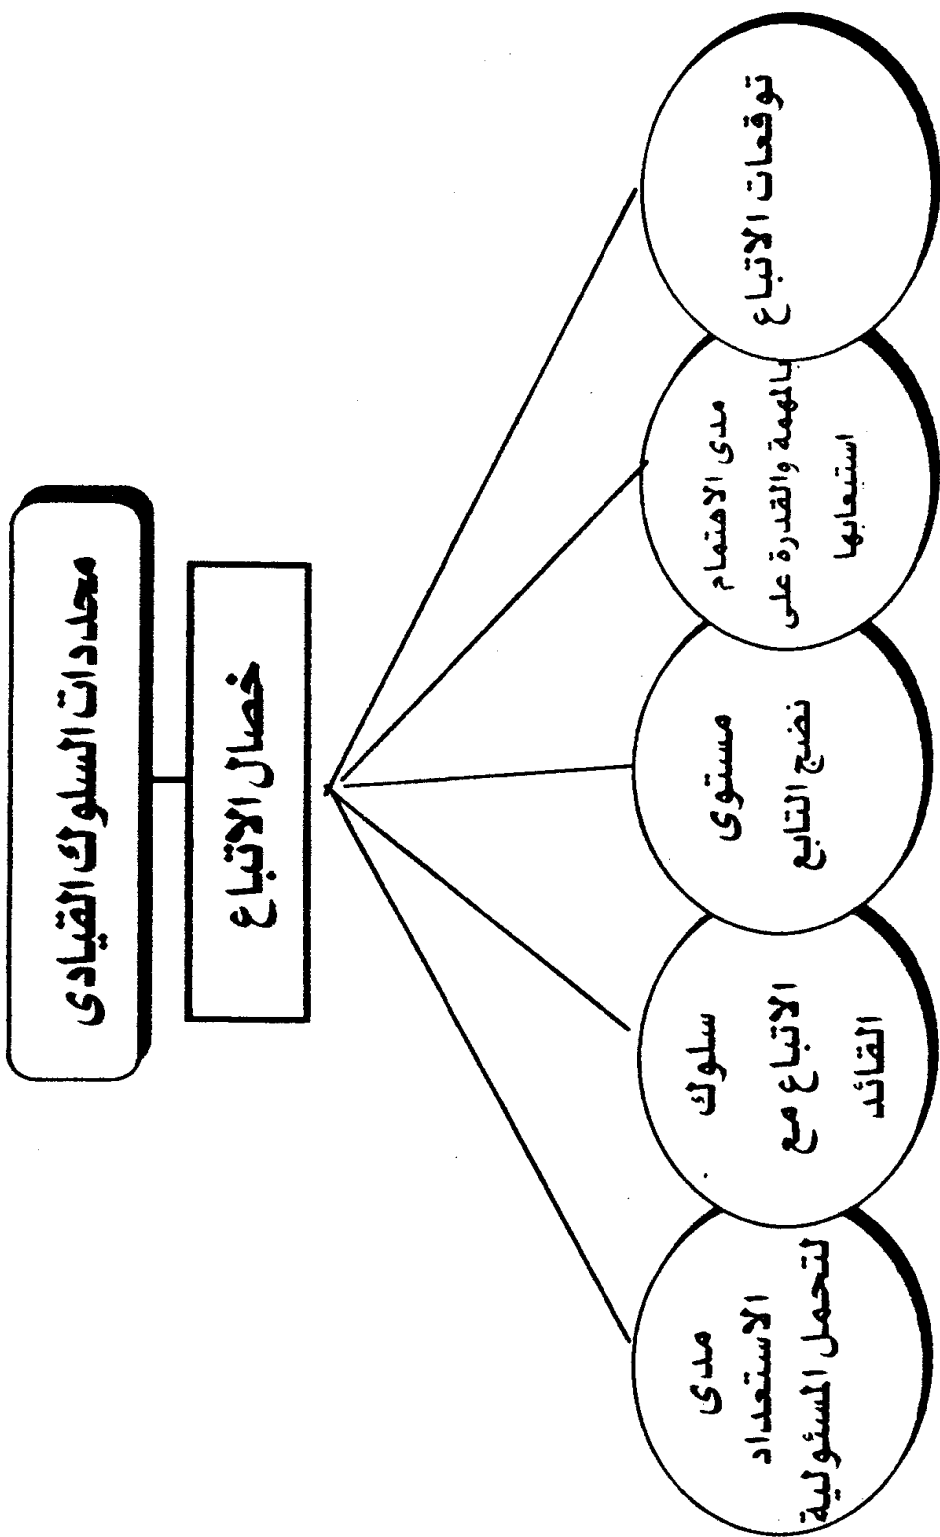 محددات السلوك القيادى
خصال الاتباع
توقعات الاتباع
مدى الاهتمام
بالمهمة والقدرة على
استيعابها
مستوى
نضج التابع
سلوك
الاتباع مع
القائد
مدى
الاستعداد
لتحمل المسئولية